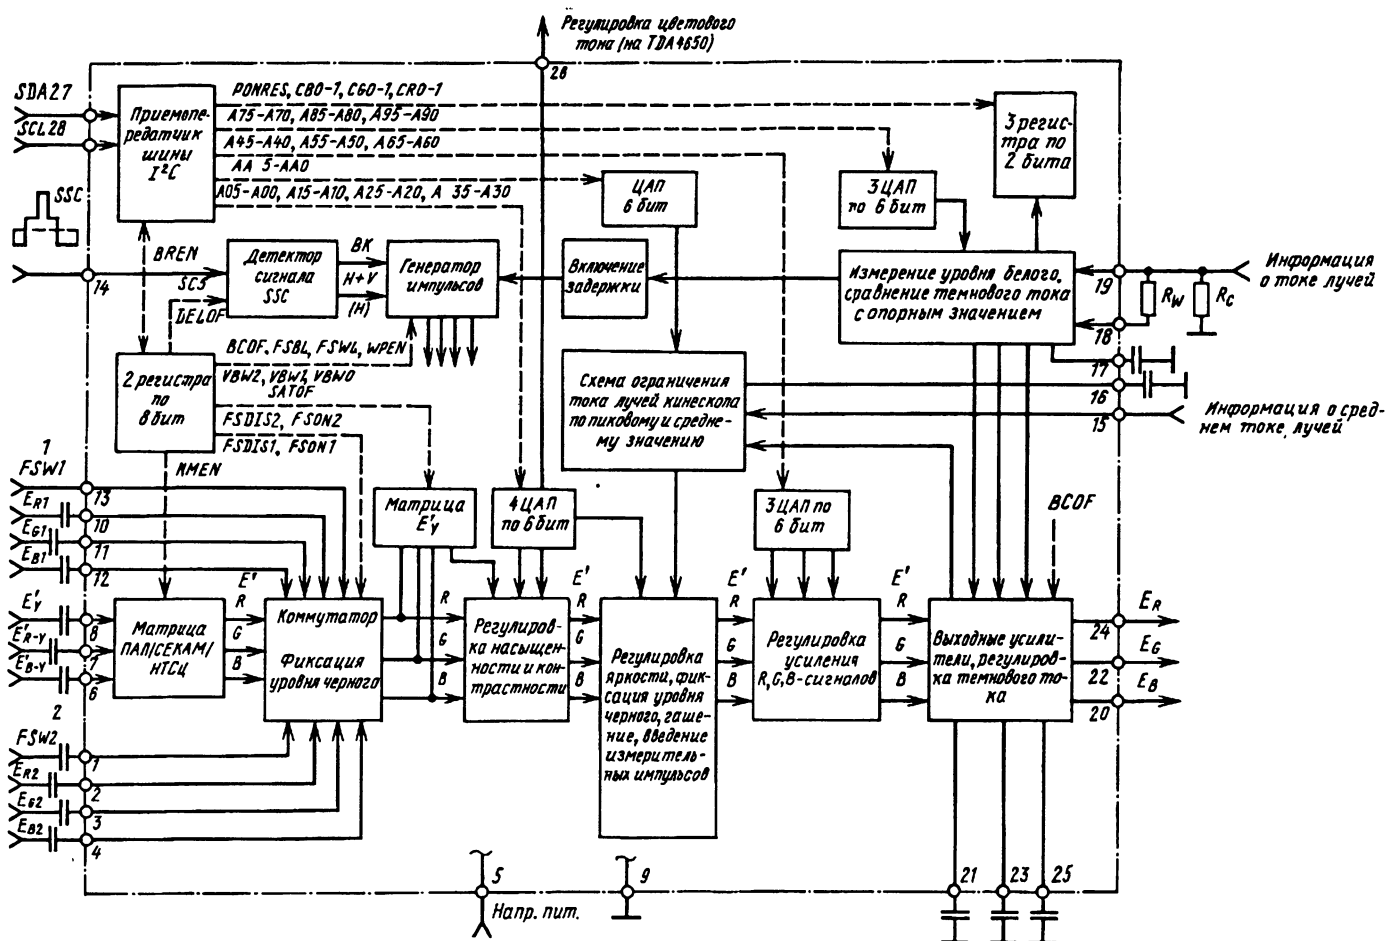 Регулировка цветового
тона (на TDA4650)
26
SDA27
SCL28
Приемопе-
редатчик
шины
I²C
PONRES, CB0-1, CG0-1, CR0-1
A75-A70, A85-A80, A95-A90
A45-A40, A55-A50, A65-A60
AA 5-AA0
A05-A00, A15-A10, A25-A20, A 35-A30
3 регис-
тра по
2 бита
ЦАП
6 бит
3 ЦАП
по 6 бит
SSC
14
BREN
SC5
DELOF
Детектор
сигнала
SSC
BK
H+V
(H)
Генератор
импульсов
Включение
задержки
Измерение уровня белого,
сравнение темнового тока
с опорным значением
19
18
17
16
15
Rw
RC
Информация
о токе лучей
Информация о сред-
нем токе, лучей
2 регистра
по
8 бит
BCOF, FSBL, FSWL, WPEN
VBW2, VBW1, VBW0
SATOF
FSDIS2, FSON2
FSDIS1, FSON1
NMEN
Схема ограничения
тока лучей кинескопа
по пиковому и средне-
му значению
1
FSW1
13
ER1
10
EG1
11
EB1
12
Матрица
E'Y
4 ЦАП
по 6 бит
3 ЦАП по
6 бит
BCOF
E'Y
8
E'R-Y
7
E'B-Y
6
Матрица
ПАЛ/СЕКАМ/
НТСЦ
E'
R
G
B
Коммутатор
Фиксация
уровня черного
R
G
B
Регулиров-
ка насыщен-
ности и кон-
трастности
E'
R
G
B
Регулировка
яркости, фик-
сация уровня
черного, гаше-
ние, введение
измеритель-
ных импульсов
E'
R
G
B
Регулировка
усиления
R, G, B-сигналов
E'
R
G
B
Выходные усили-
тели, регулиров-
ка темнового то-
ка
24
ER
22
EG
20
EB
2
FSW2
1
ER2
2
EG2
3
EB2
4
5
Напр. пит.
9
21
23
25